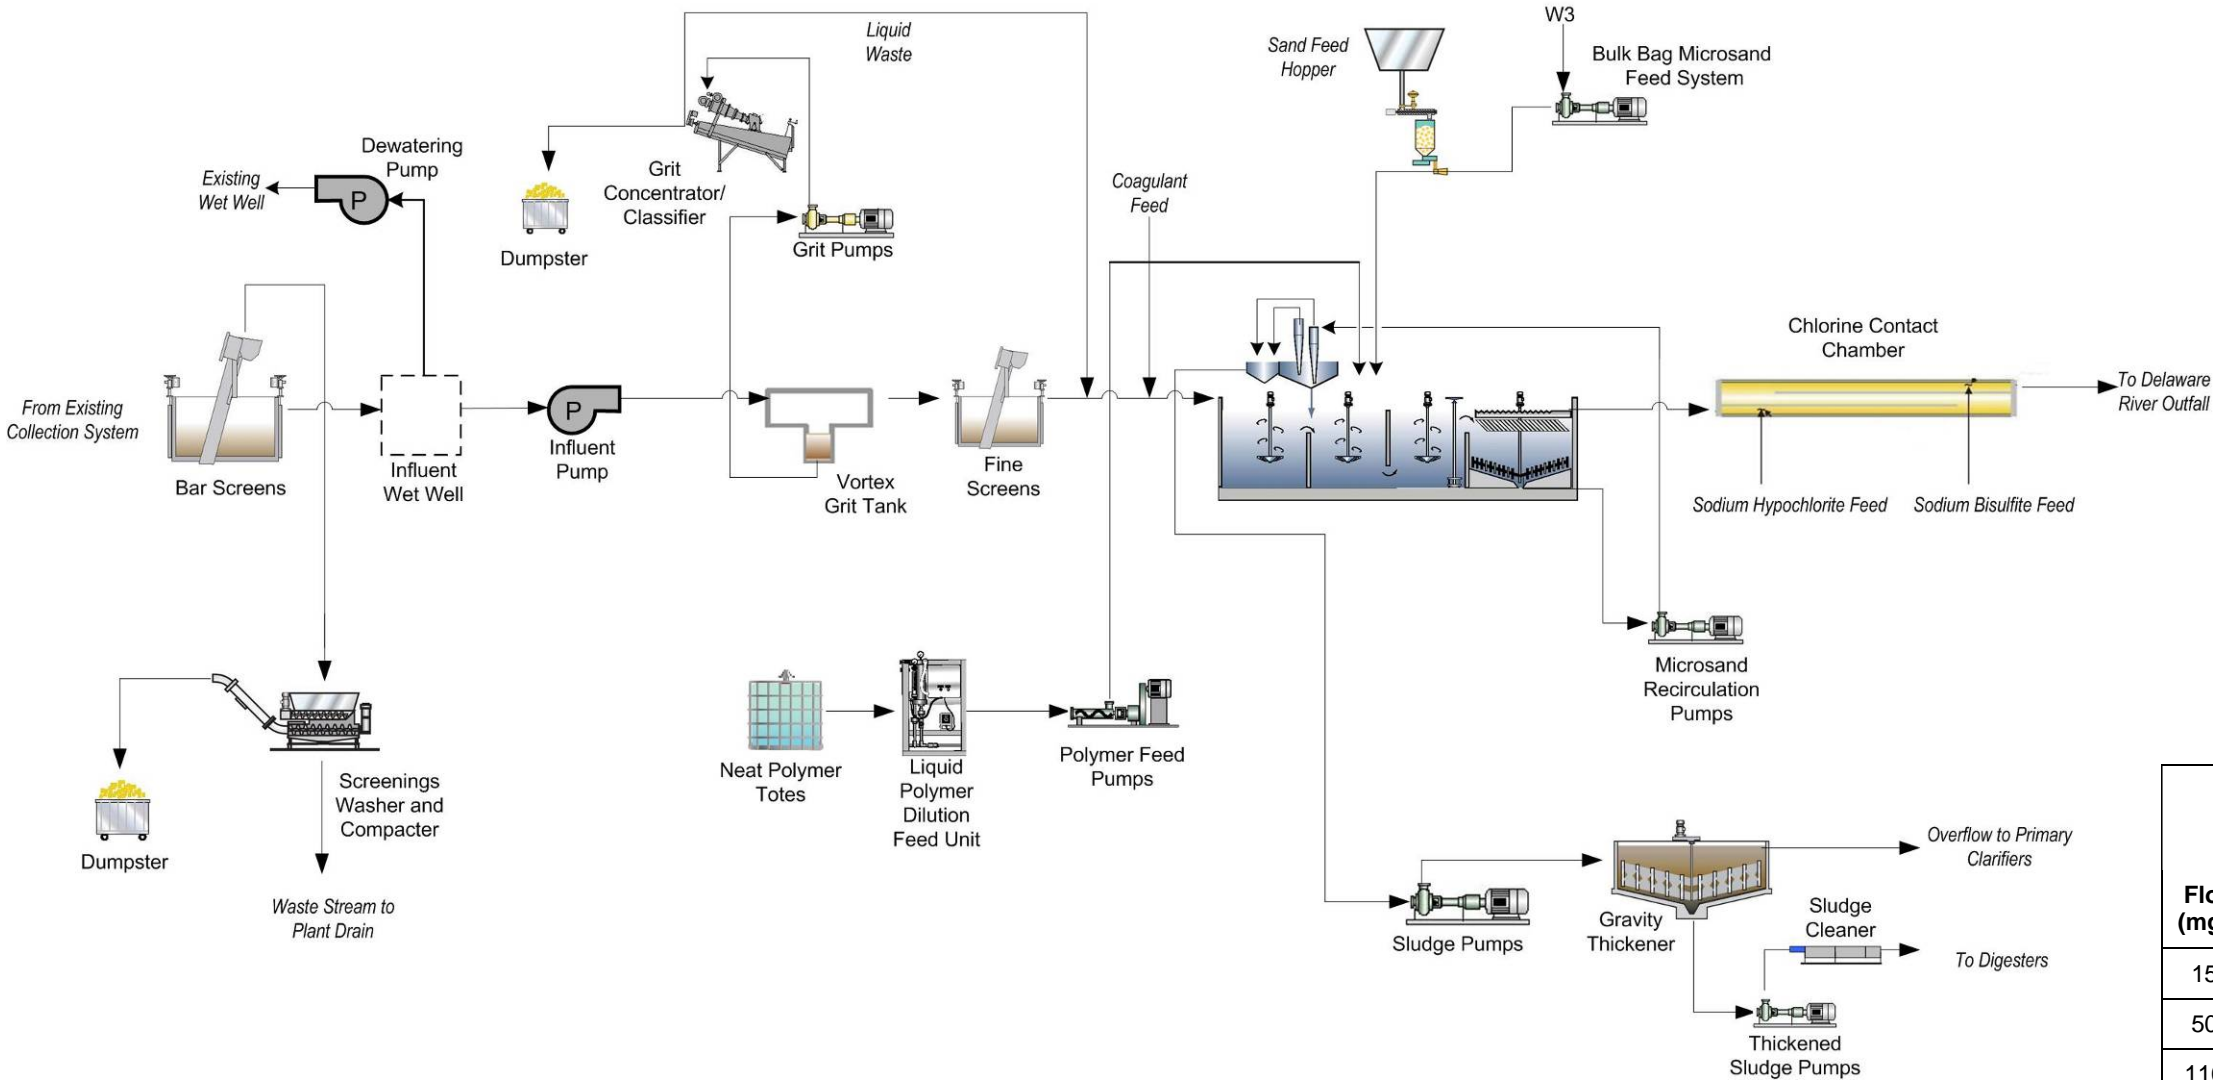 Liquid
Waste
Sand Feed
Hopper
W3
Bulk Bag Microsand
Feed System
Dewatering
Pump
Existing
Wet Well
P
Grit
Concentrator/
Classifier
Dumpster
Grit Pumps
Coagulant
Feed
Chlorine Contact
Chamber
From Existing
Collection System
Bar Screens
Influent
Wet Well
P
Influent
Pump
Vortex
Grit Tank
Fine
Screens
To Delaware
River Outfall
Sodium Hypochlorite Feed
Sodium Bisulfite Feed
Microsand
Recirculation
Pumps
Screenings
Washer and
Compacter
Dumpster
Waste Stream to
Plant Drain
Neat Polymer
Totes
Liquid
Polymer
Dilution
Feed Unit
Polymer Feed
Pumps
Sludge Pumps
Gravity
Thickener
Overflow to Primary
Clarifiers
Sludge
Cleaner
To Digesters
Thickened
Sludge Pumps
15
50